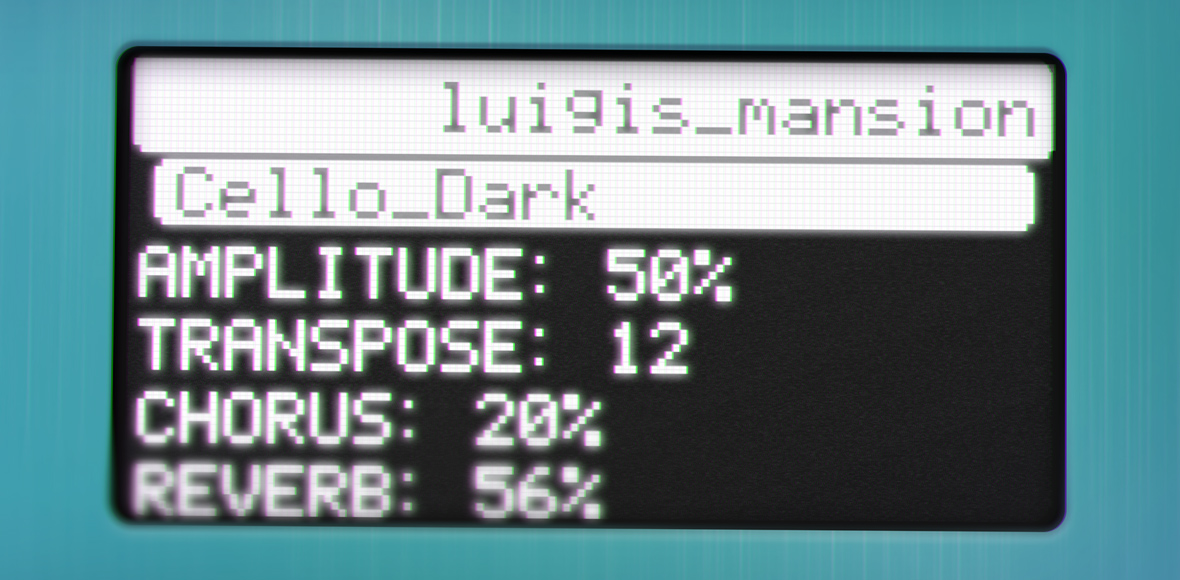 luigis_mansion
Cello_Dark
AMPLITUDE: 50%
TRANSPOSE: 12
CHORUS: 20%
REVERB: 56%